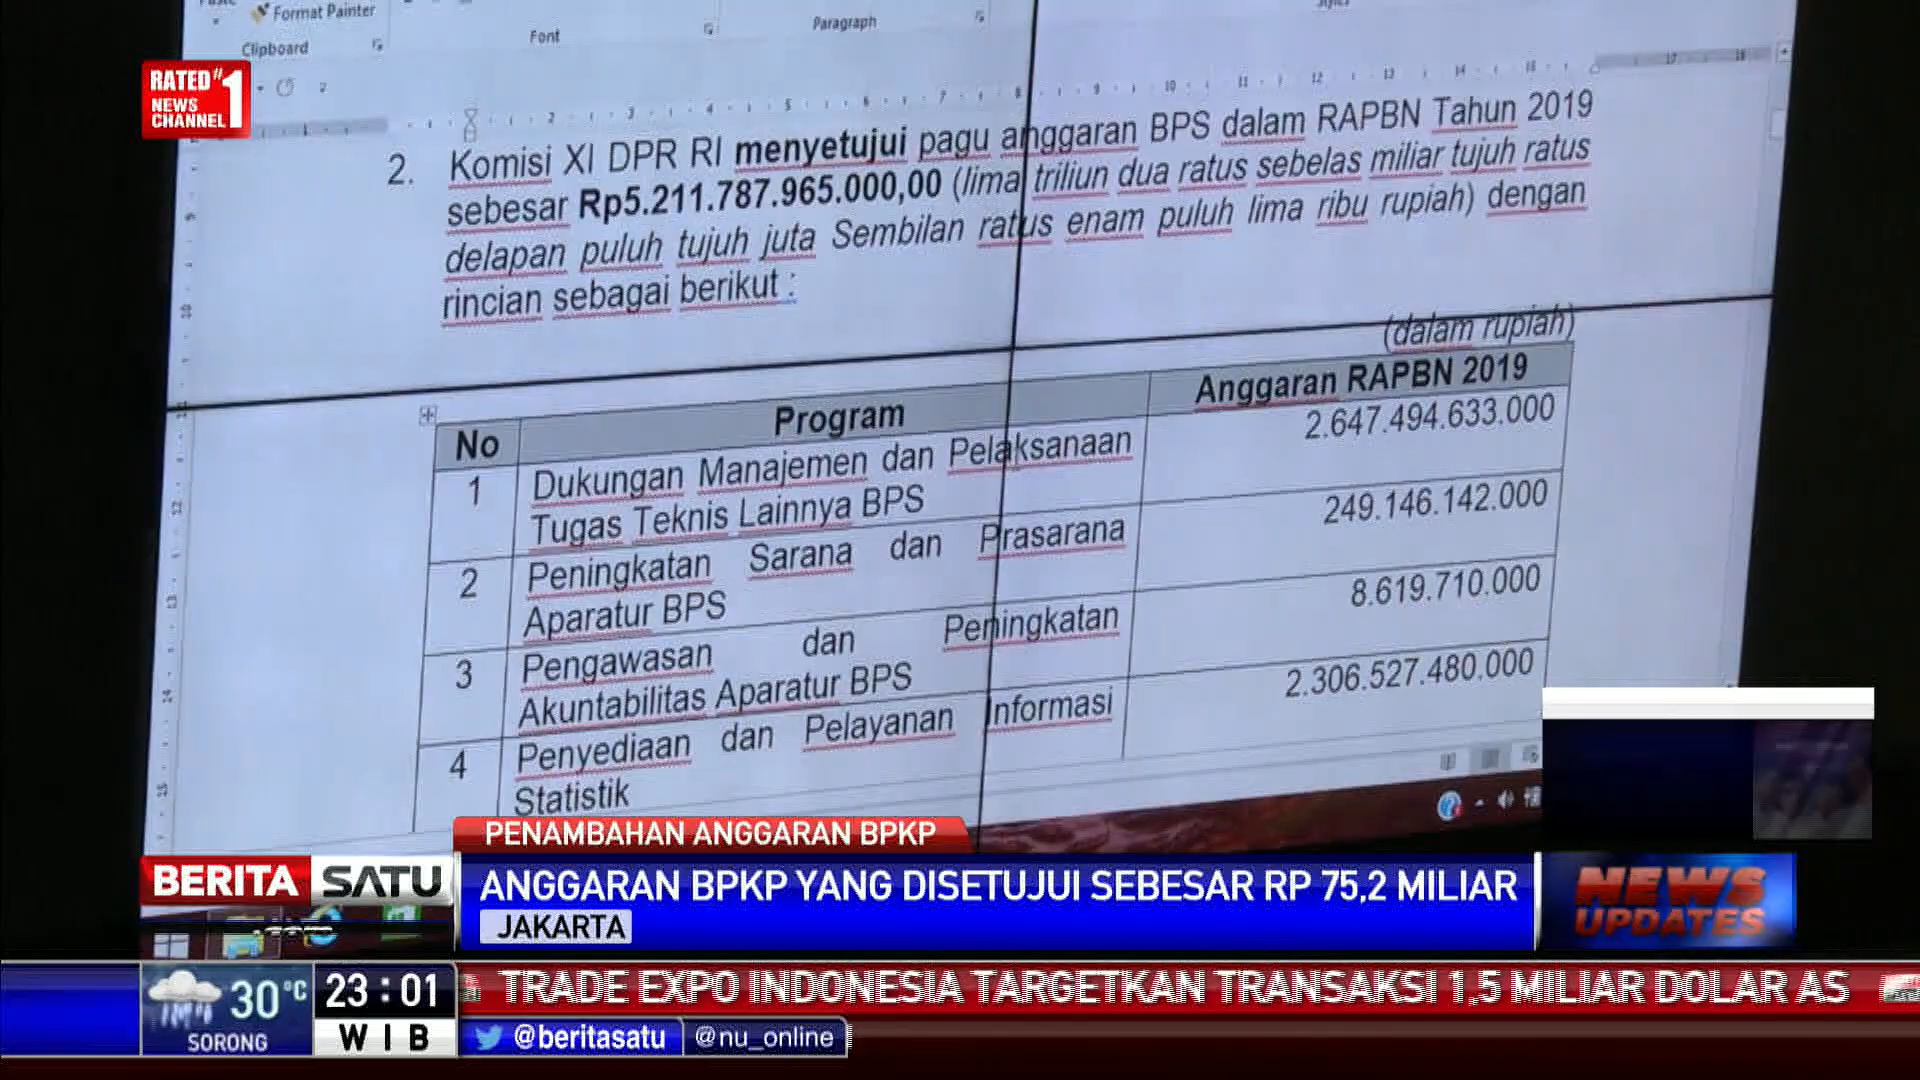 Format Painter
Clipboard
Font
Paragraph
RATED #1
NEWS
CHANNEL
2. Komisi XI DPR RI menyetujui pagu anggaran BPS dalam RAPBN Tahun 2019
sebesar Rp5.211.787.965.000,00 (lima triliun dua ratus sebelas miliar tujuh ratus
delapan puluh tujuh juta Sembilan ratus enam puluh lima ribu rupiah) dengan
rincian sebagai berikut :
(dalam rupiah)
No Program Anggaran RAPBN 2019
1 Dukungan Manajemen dan Pelaksanaan 2.647.494.633.000
Tugas Teknis Lainnya BPS
2 Peningkatan Sarana dan Prasarana 249.146.142.000
Aparatur BPS
3 Pengawasan dan Peningkatan 8.619.710.000
Akuntabilitas Aparatur BPS
4 Penyediaan dan Pelayanan Informasi 2.306.527.480.000
Statistik
PENAMBAHAN ANGGARAN BPKP
BERITA SATU
.com
ANGGARAN BPKP YANG DISETUJUI SEBESAR RP 75,2 MILIAR
JAKARTA
NEWS
UPDATES
30°C
SORONG
23:01
WIB
TRADE EXPO INDONESIA TARGETKAN TRANSAKSI 1,5 MILIAR DOLAR AS
@beritasatu
@nu_online